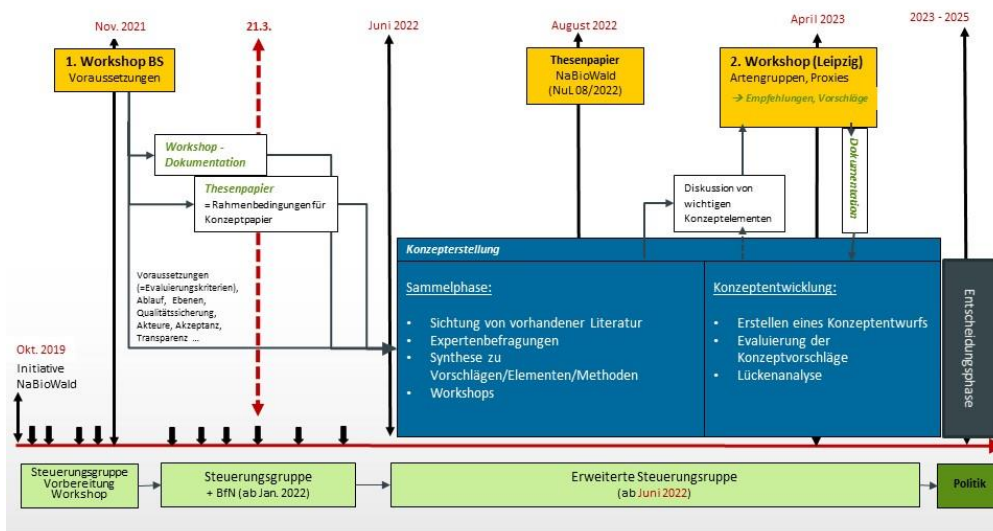 Nov. 2021
21.3.
Juni 2022
August 2022
April 2023
2023 - 2025
1. Workshop BS
Voraussetzungen
Thesenpapier
NaBioWald
(NuL 08/2022)
2. Workshop (Leipzig)
Artengruppen, Proxies
→ Empfehlungen, Vorschläge
Workshop -
Dokumentation
Thesenpapier
= Rahmenbedingungen für
Konzeptpapier
Diskussion von
wichtigen
Konzeptelementen
Dokumentation
Voraussetzungen
(=Evaluierungskriterien),
Ablauf, Ebenen,
Qualitätssicherung,
Akteure, Akzeptanz,
Transparenz ...
Konzepterstellung
Sammelphase:
• Sichtung von vorhandener Literatur
• Expertenbefragungen
• Synthese zu
Vorschlägen/Elementen/Methoden
• Workshops
Konzeptentwicklung:
• Erstellen eines Konzeptentwurfs
• Evaluierung der
Konzeptvorschläge
• Lückenanalyse
Entscheidungsphase
Okt. 2019
Initiative
NaBioWald
Steuerungsgruppe
Vorbereitung
Workshop
Steuerungsgruppe
+ BfN (ab Jan. 2022)
Erweiterte Steuerungsruppe
(ab Juni 2022)
Politik